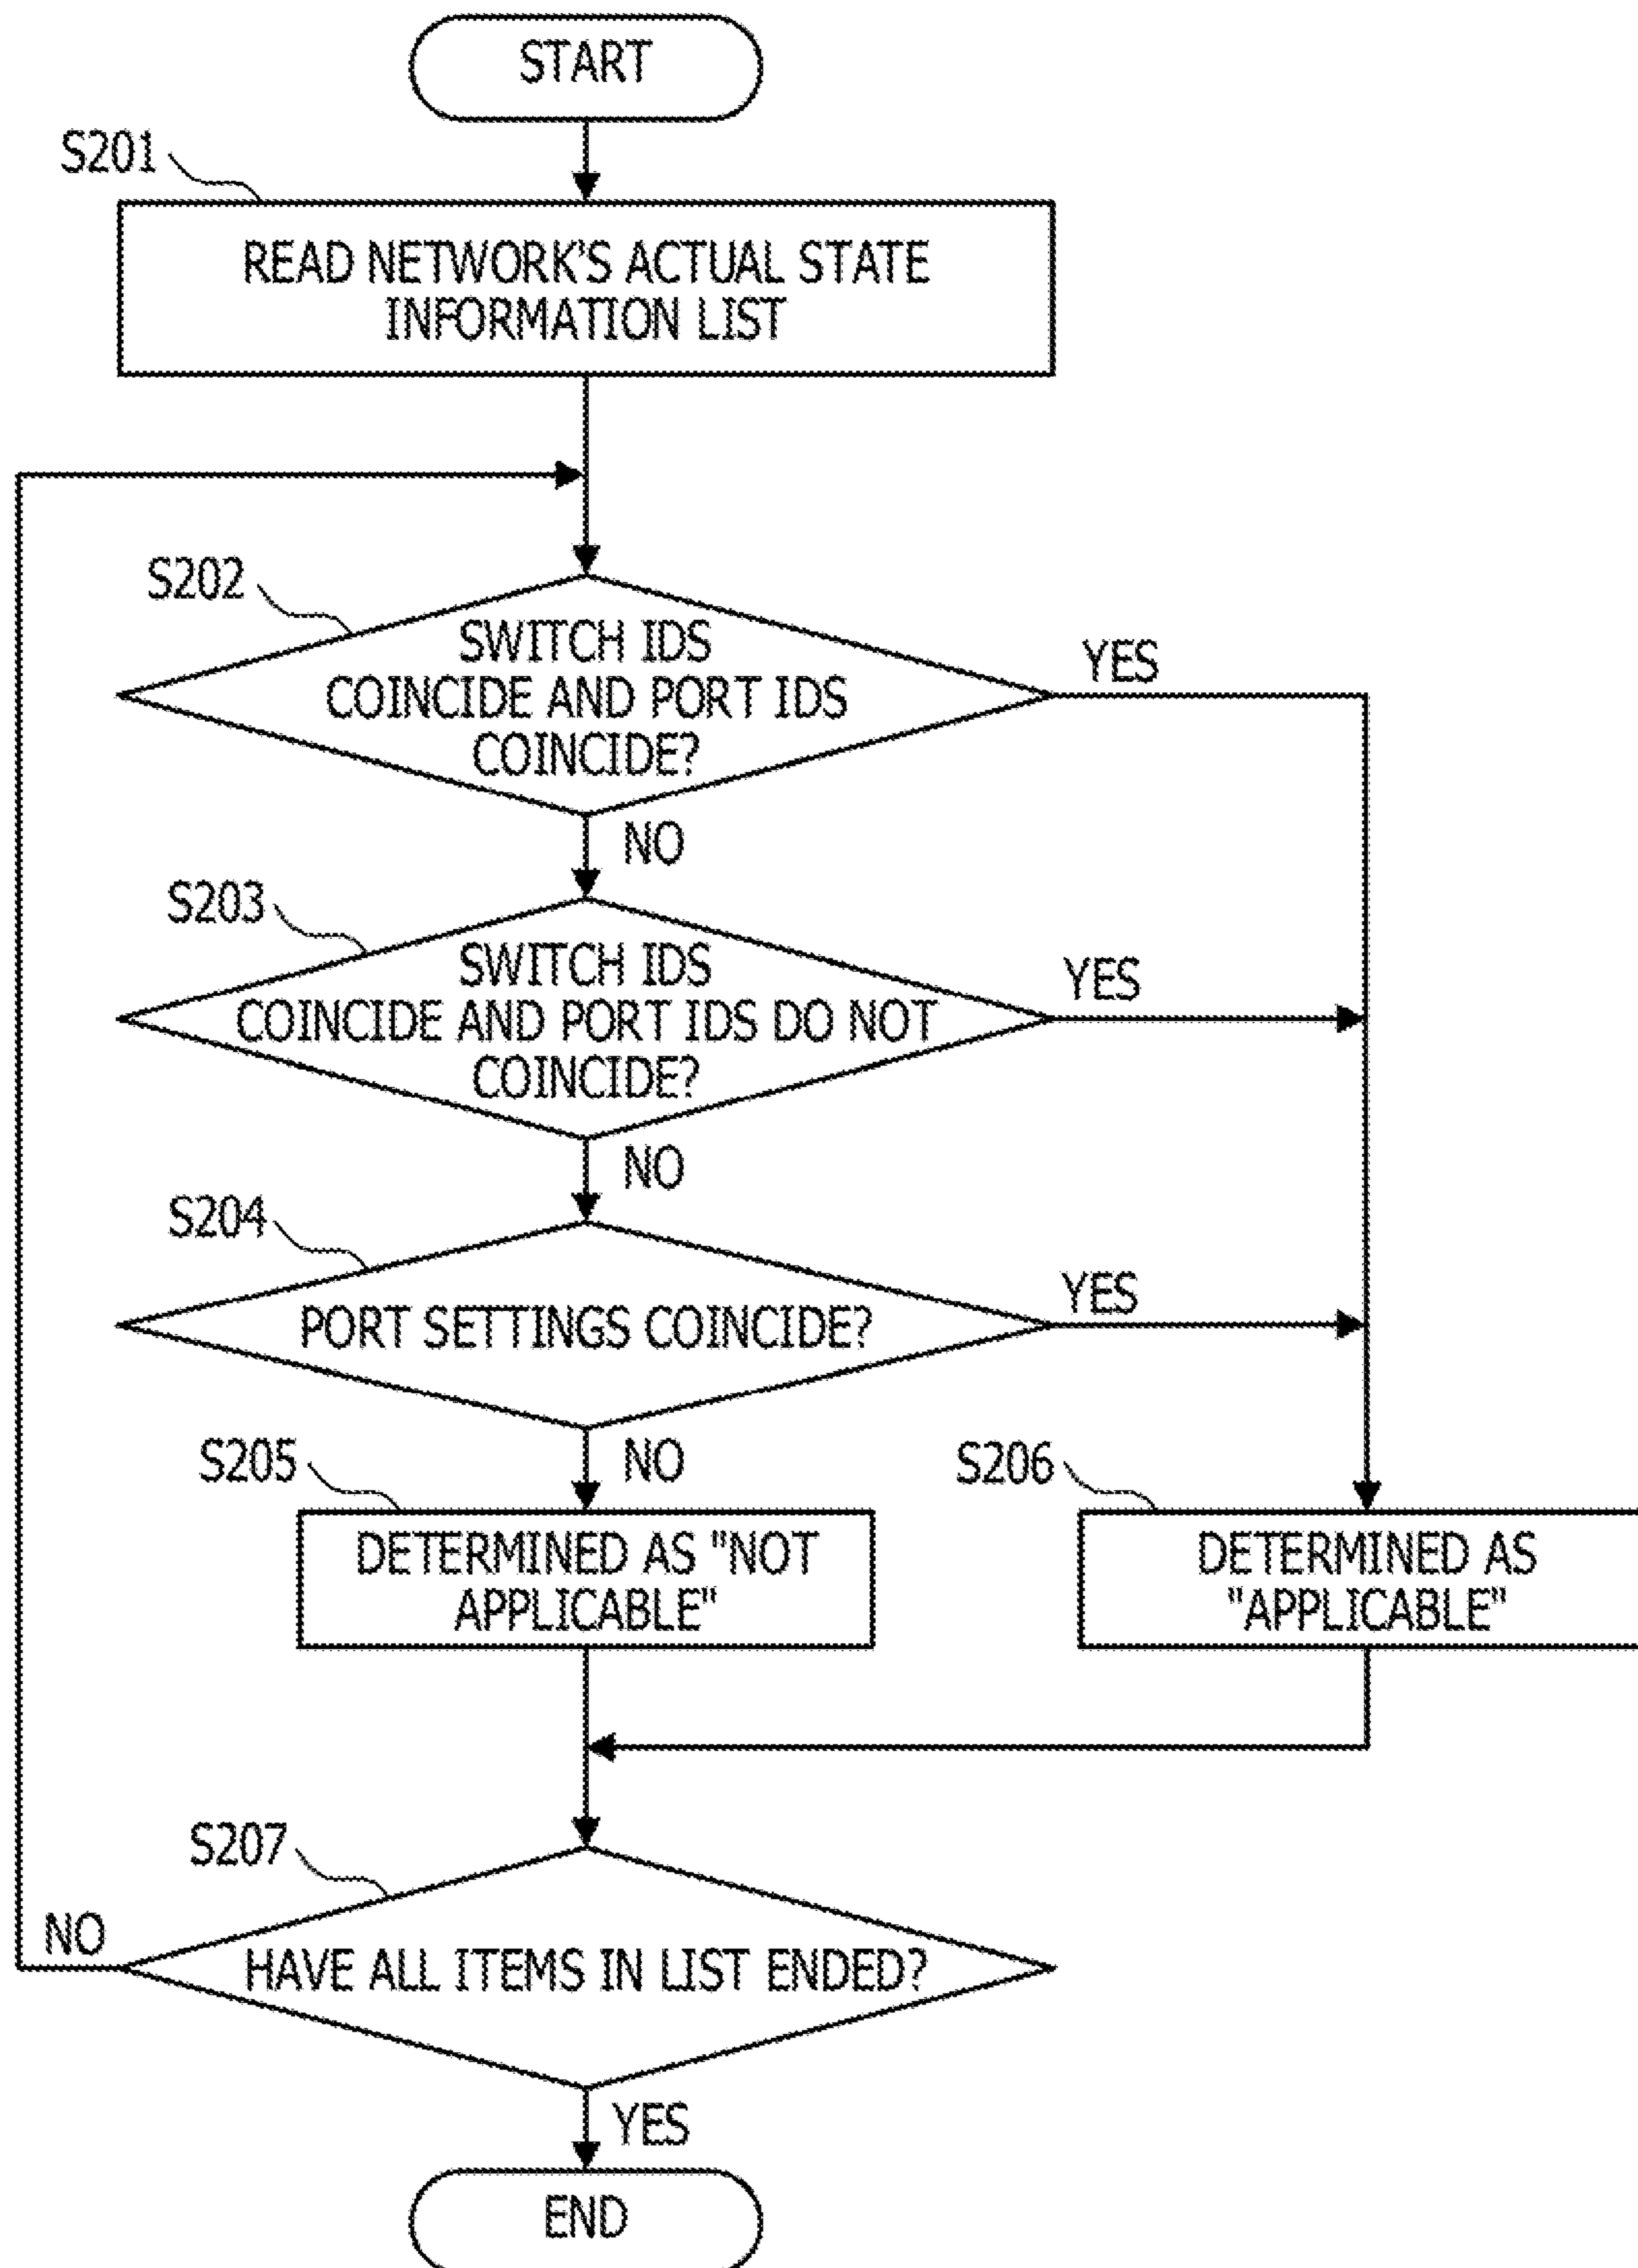 START
S201
READ NETWORK'S ACTUAL STATE
INFORMATION LIST
S202
SWITCH IDS
COINCIDE AND PORT IDS
COINCIDE?
YES
NO
S203
SWITCH IDS
COINCIDE AND PORT IDS DO NOT
COINCIDE?
YES
NO
S204
PORT SETTINGS COINCIDE?
YES
NO
S205
DETERMINED AS "NOT
APPLICABLE"
S206
DETERMINED AS
"APPLICABLE"
S207
HAVE ALL ITEMS IN LIST ENDED?
NO
YES
END